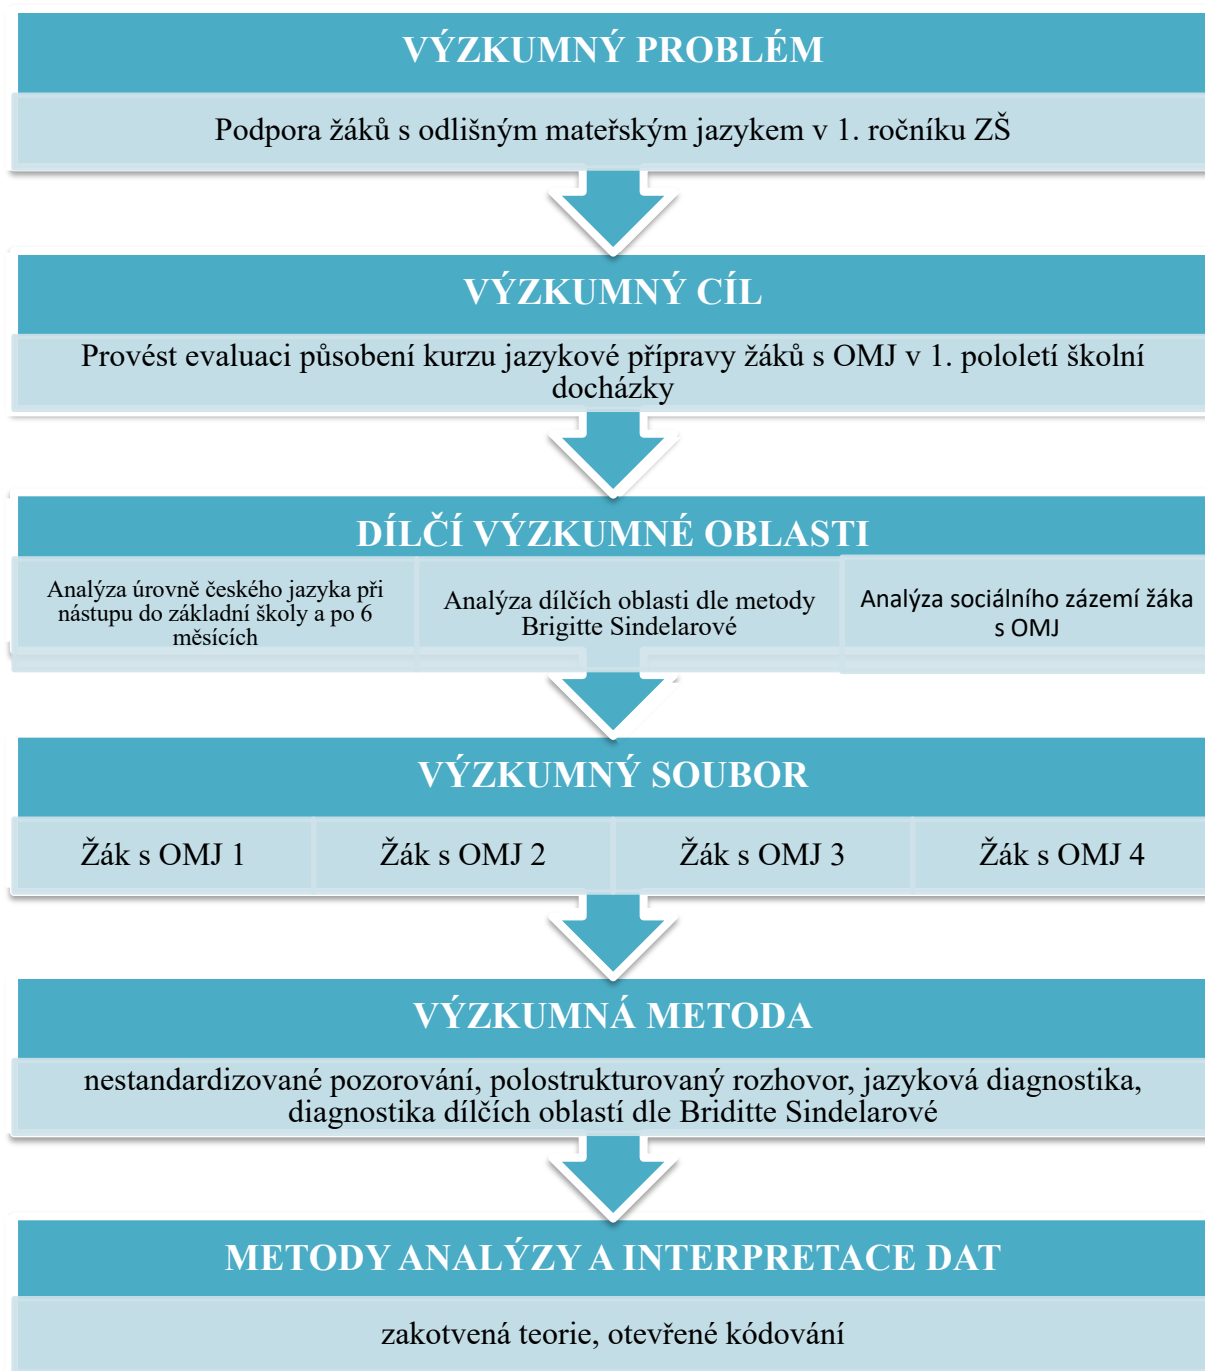 VÝZKUMNÝ PROBLÉM
Podpora žáků s odlišným mateřským jazykem v 1. ročníku ZŠ
VÝZKUMNÝ CÍL
Provést evaluaci působení kurzu jazykové přípravy žáků s OMJ v 1. pololetí školní
docházky
DÍLČÍ VÝZKUMNÉ OBLASTI
Analýza úrovně českého jazyka při
nástupu do základní školy a po 6
měsících
Analýza dílčích oblasti dle metody
Brigitte Sindelarové
Analýza sociálního zázemí žáka
s OMJ
VÝZKUMNÝ SOUBOR
Žák s OMJ 1
Žák s OMJ 2
Žák s OMJ 3
Žák s OMJ 4
VÝZKUMNÁ METODA
nestandardizované pozorování, polostrukturovaný rozhovor, jazyková diagnostika,
diagnostika dílčích oblastí dle Briditte Sindelarové
METODY ANALÝZY A INTERPRETACE DAT
zakotvená teorie, otevřené kódování